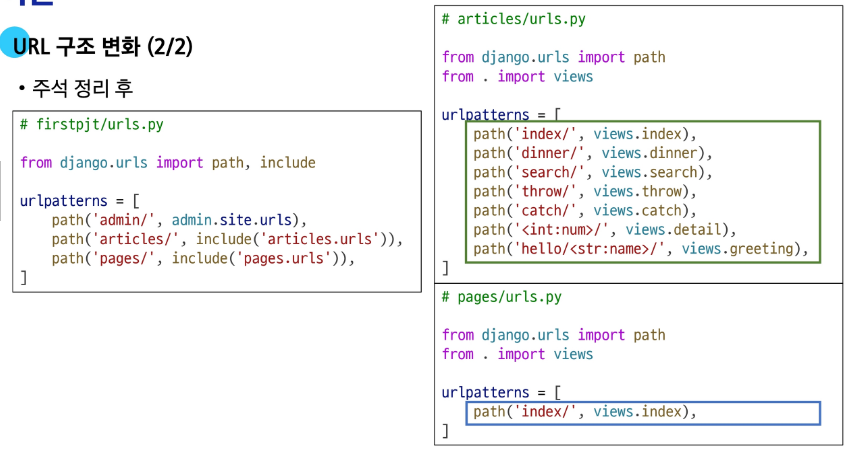 URL 구조 변화 (2/2)
• 주석 정리 후
# firstpjt/urls.py
from django.urls import path, include
urlpatterns = [
    path('admin/', admin.site.urls),
    path('articles/', include('articles.urls')),
    path('pages/', include('pages.urls')),
]
# articles/urls.py
from django.urls import path
from . import views
urlpatterns = [
    path('index/', views.index),
    path('dinner/', views.dinner),
    path('search/', views.search),
    path('throw/', views.throw),
    path('catch/', views.catch),
    path('<int:num>/', views.detail),
    path('hello/<str:name>/', views.greeting),
]
# pages/urls.py
from django.urls import path
from . import views
urlpatterns = [
    path('index/', views.index),
]